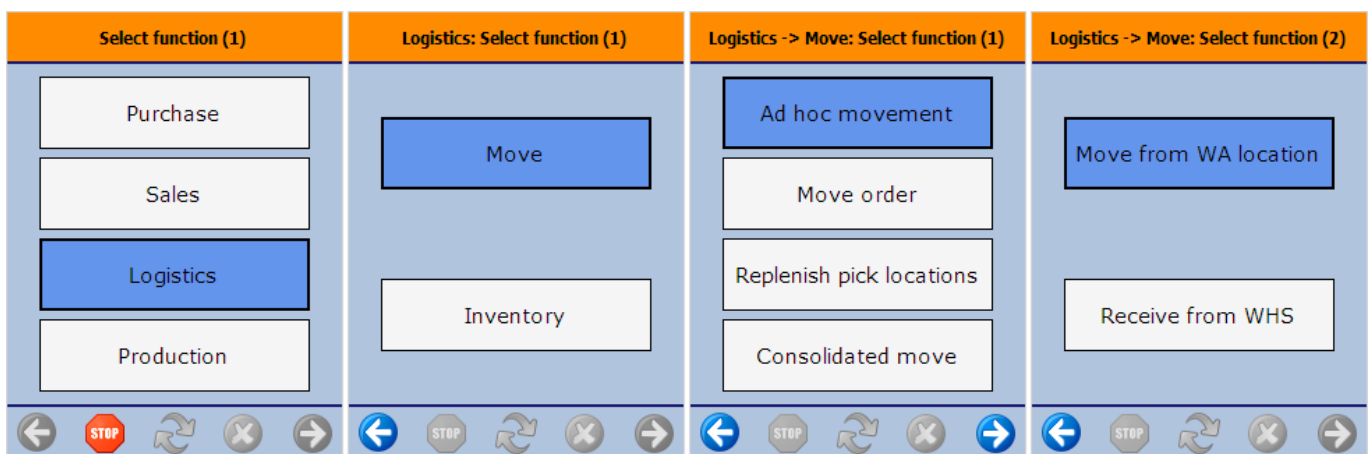 Select function (1)
Purchase
Sales
Logistics
Production
STOP
Logistics: Select function (1)
Move
Inventory
STOP
Logistics -> Move: Select function (1)
Ad hoc movement
Move order
Replenish pick locations
Consolidated move
STOP
Logistics -> Move: Select function (2)
Move from WA location
Receive from WHS
STOP